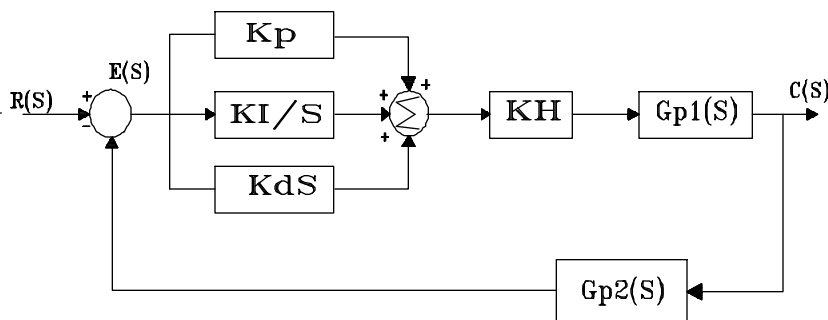 Kp
E(S)
+
R(S)
-
KI/S
+
+
+
Σ
KH
Gp1(S)
C(S)
KdS
Gp2(S)